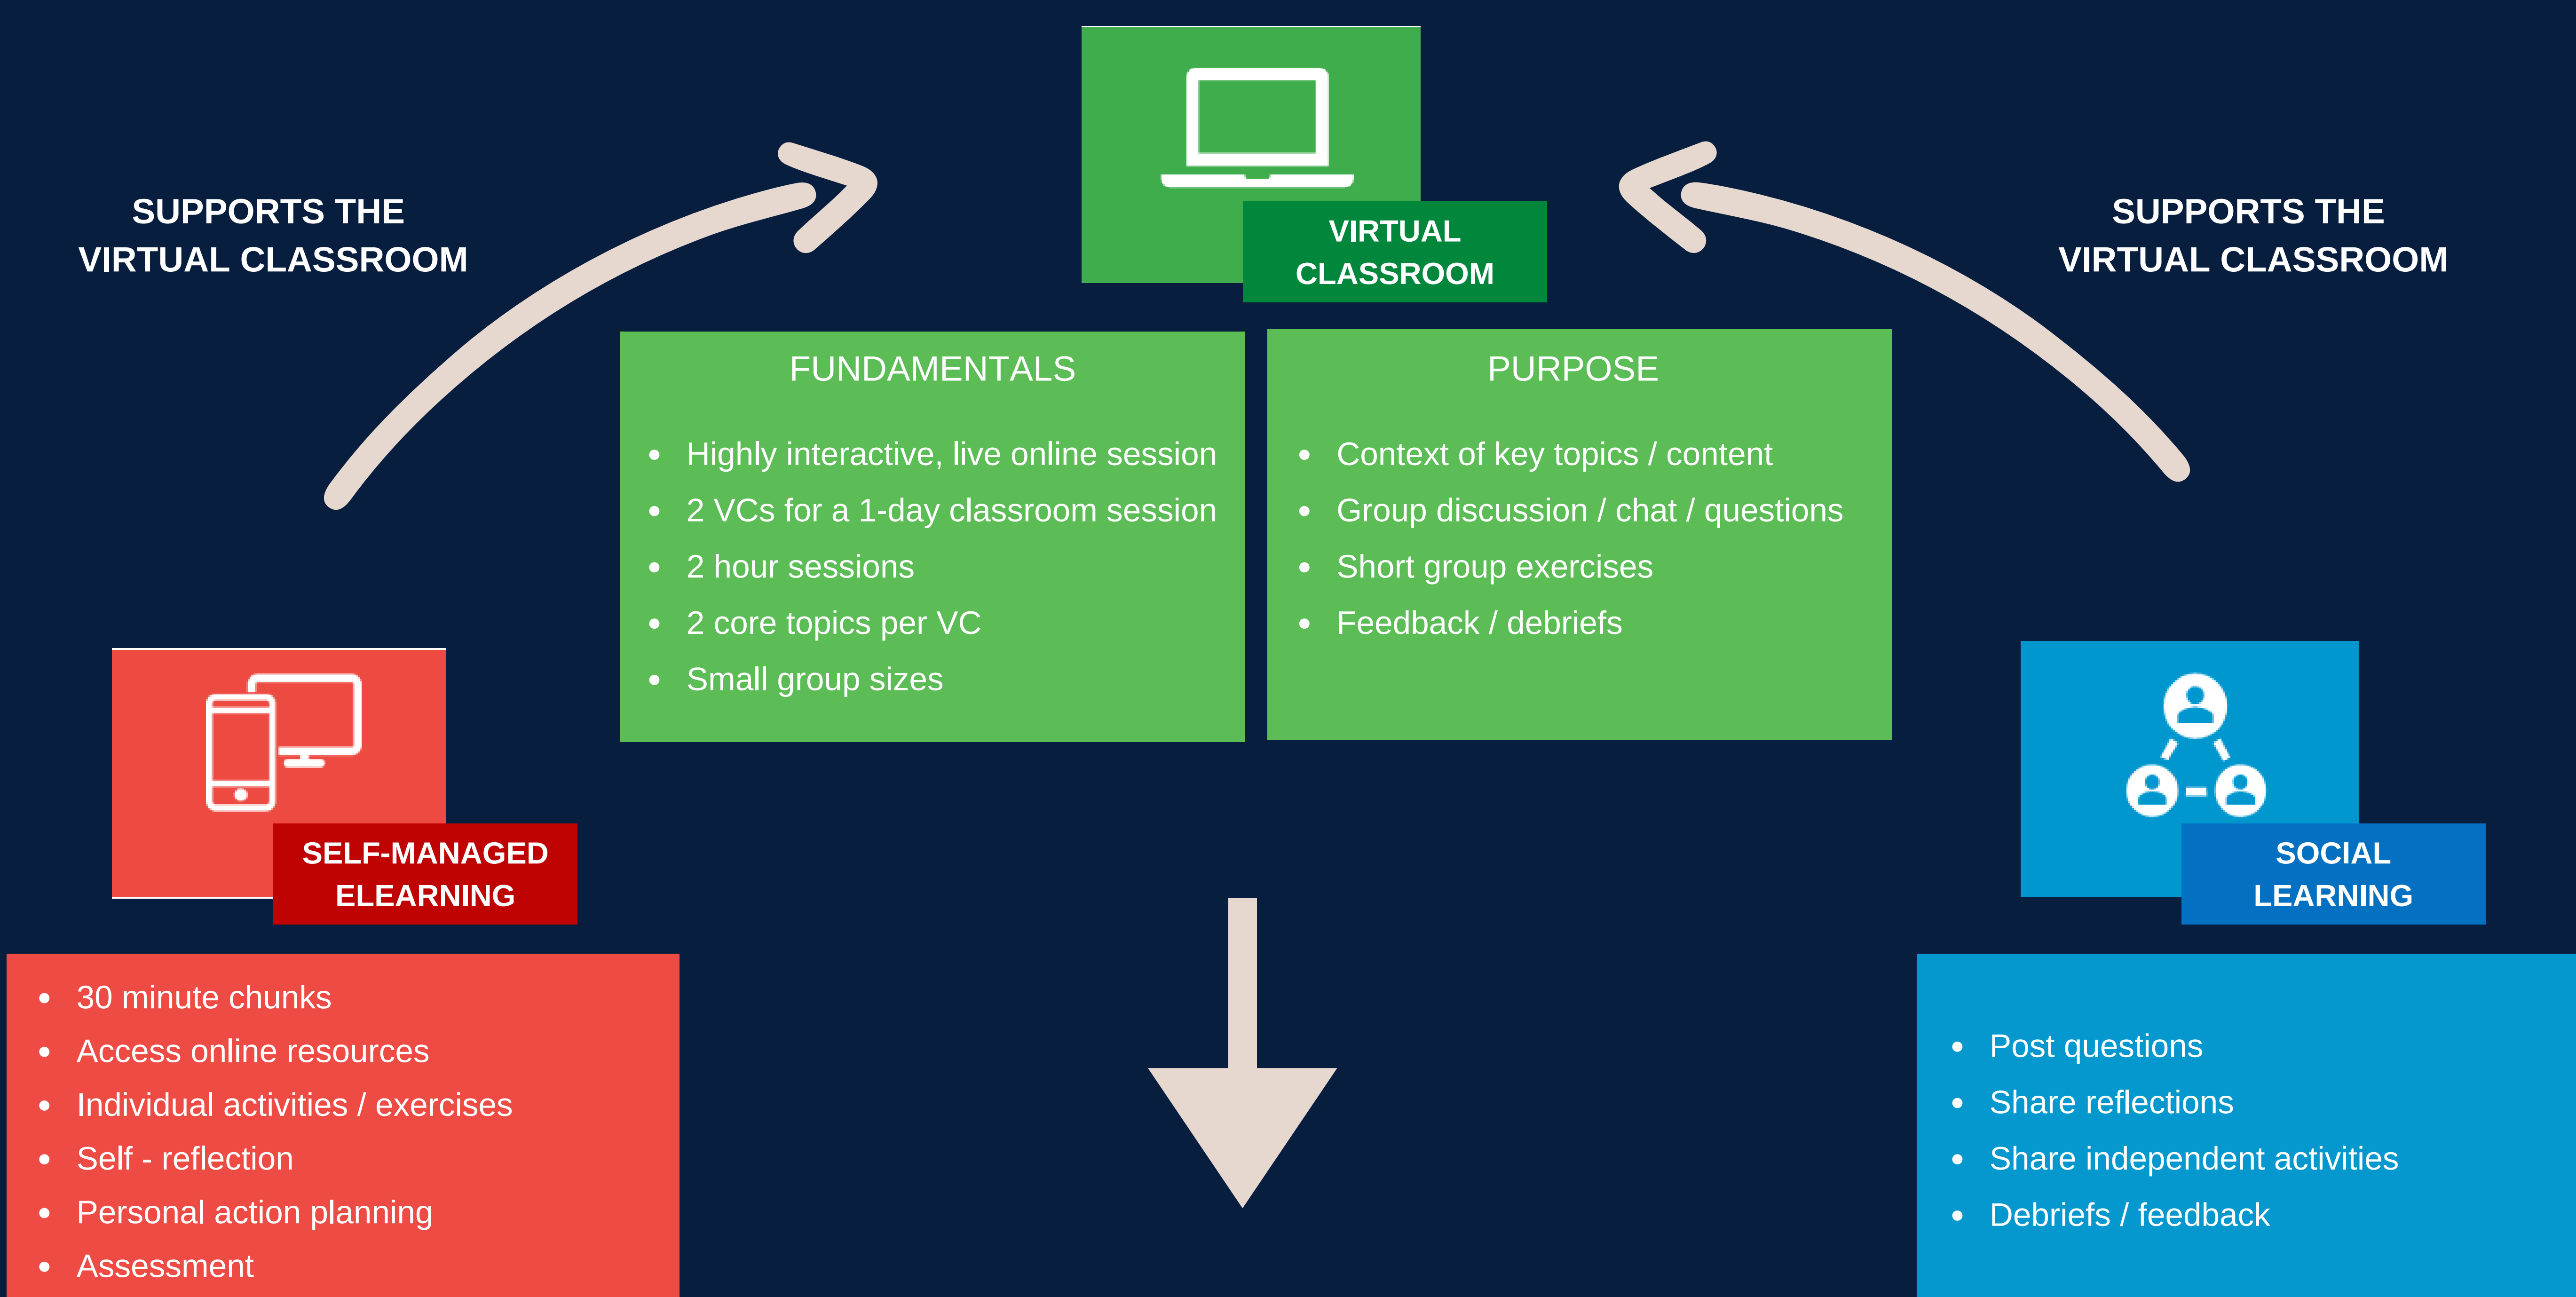 SUPPORTS THE
VIRTUAL CLASSROOM
VIRTUAL
CLASSROOM
SUPPORTS THE
VIRTUAL CLASSROOM
FUNDAMENTALS
• Highly interactive, live online session
• 2 VCs for a 1-day classroom session
• 2 hour sessions
• 2 core topics per VC
• Small group sizes
PURPOSE
• Context of key topics / content
• Group discussion / chat / questions
• Short group exercises
• Feedback / debriefs
SELF-MANAGED
ELEARNING
• 30 minute chunks
• Access online resources
• Individual activities / exercises
• Self - reflection
• Personal action planning
• Assessment
SOCIAL
LEARNING
• Post questions
• Share reflections
• Share independent activities
• Debriefs / feedback